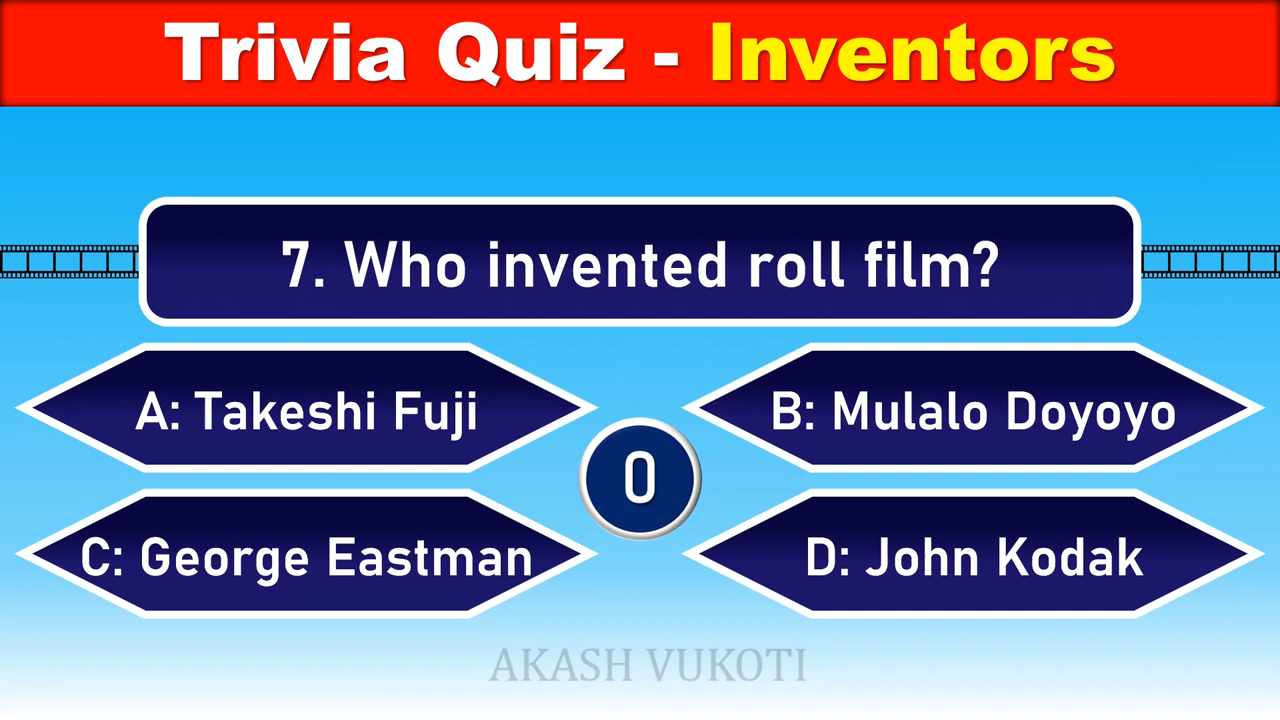 Trivia Quiz - Inventors
7. Who invented roll film?
A: Takeshi Fuji
B: Mulalo Doyoyo
0
C: George Eastman
D: John Kodak
AKASH VUKOTI